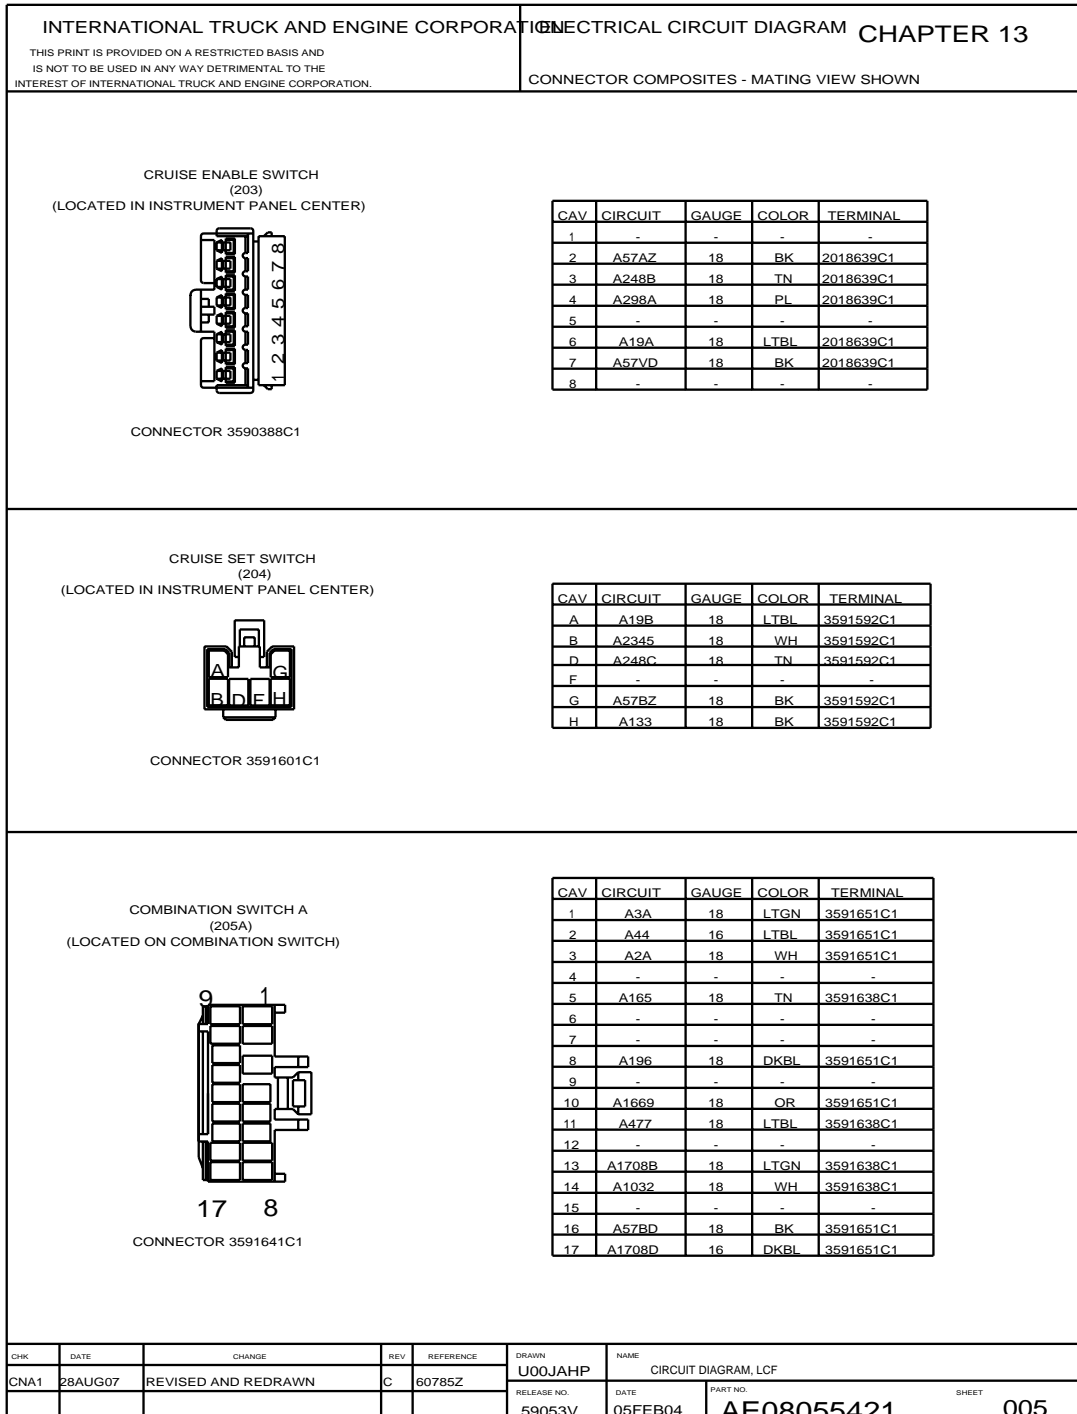 INTERNATIONAL TRUCK AND ENGINE CORPORATION
THIS PRINT IS PROVIDED ON A RESTRICTED BASIS AND
IS NOT TO BE USED IN ANY WAY DETRIMENTAL TO THE
INTEREST OF INTERNATIONAL TRUCK AND ENGINE CORPORATION.
ELECTRICAL CIRCUIT DIAGRAM CHAPTER 13
CONNECTOR COMPOSITES - MATING VIEW SHOWN
CRUISE ENABLE SWITCH
(203)
(LOCATED IN INSTRUMENT PANEL CENTER)
1 2 3 4 5 6 7 8
CONNECTOR 3590388C1
CAV CIRCUIT GAUGE COLOR TERMINAL
1 - - - -
2 A57AZ 18 BK 2018639C1
3 A248B 18 TN 2018639C1
4 A298A 18 PL 2018639C1
5 - - - -
6 A19A 18 LTBL 2018639C1
7 A57VD 18 BK 2018639C1
8 - - - -
CRUISE SET SWITCH
(204)
(LOCATED IN INSTRUMENT PANEL CENTER)
A G
B D F H
CONNECTOR 3591601C1
CAV CIRCUIT GAUGE COLOR TERMINAL
A A19B 18 LTBL 3591592C1
B A2345 18 WH 3591592C1
D A248C 18 TN 3591592C1
F - - - -
G A57BZ 18 BK 3591592C1
H A133 18 BK 3591592C1
COMBINATION SWITCH A
(205A)
(LOCATED ON COMBINATION SWITCH)
9 1
17 8
CONNECTOR 3591641C1
CAV CIRCUIT GAUGE COLOR TERMINAL
1 A3A 18 LTGN 3591651C1
2 A44 16 LTBL 3591651C1
3 A2A 18 WH 3591651C1
4 - - - -
5 A165 18 TN 3591638C1
6 - - - -
7 - - - -
8 A196 18 DKBL 3591651C1
9 - - - -
10 A1669 18 OR 3591651C1
11 A477 18 LTBL 3591638C1
12 - - - -
13 A1708B 18 LTGN 3591638C1
14 A1032 18 WH 3591638C1
15 - - - -
16 A57BD 18 BK 3591651C1
17 A1708D 16 DKBL 3591651C1
CHK DATE CHANGE REV REFERENCE
CNA1 28AUG07 REVISED AND REDRAWN C 60785Z
DRAWN
U00JAHP
NAME
CIRCUIT DIAGRAM, LCF
RELEASE NO.
59053V
DATE
05FEB04
PART NO.
AE08055421
SHEET
005